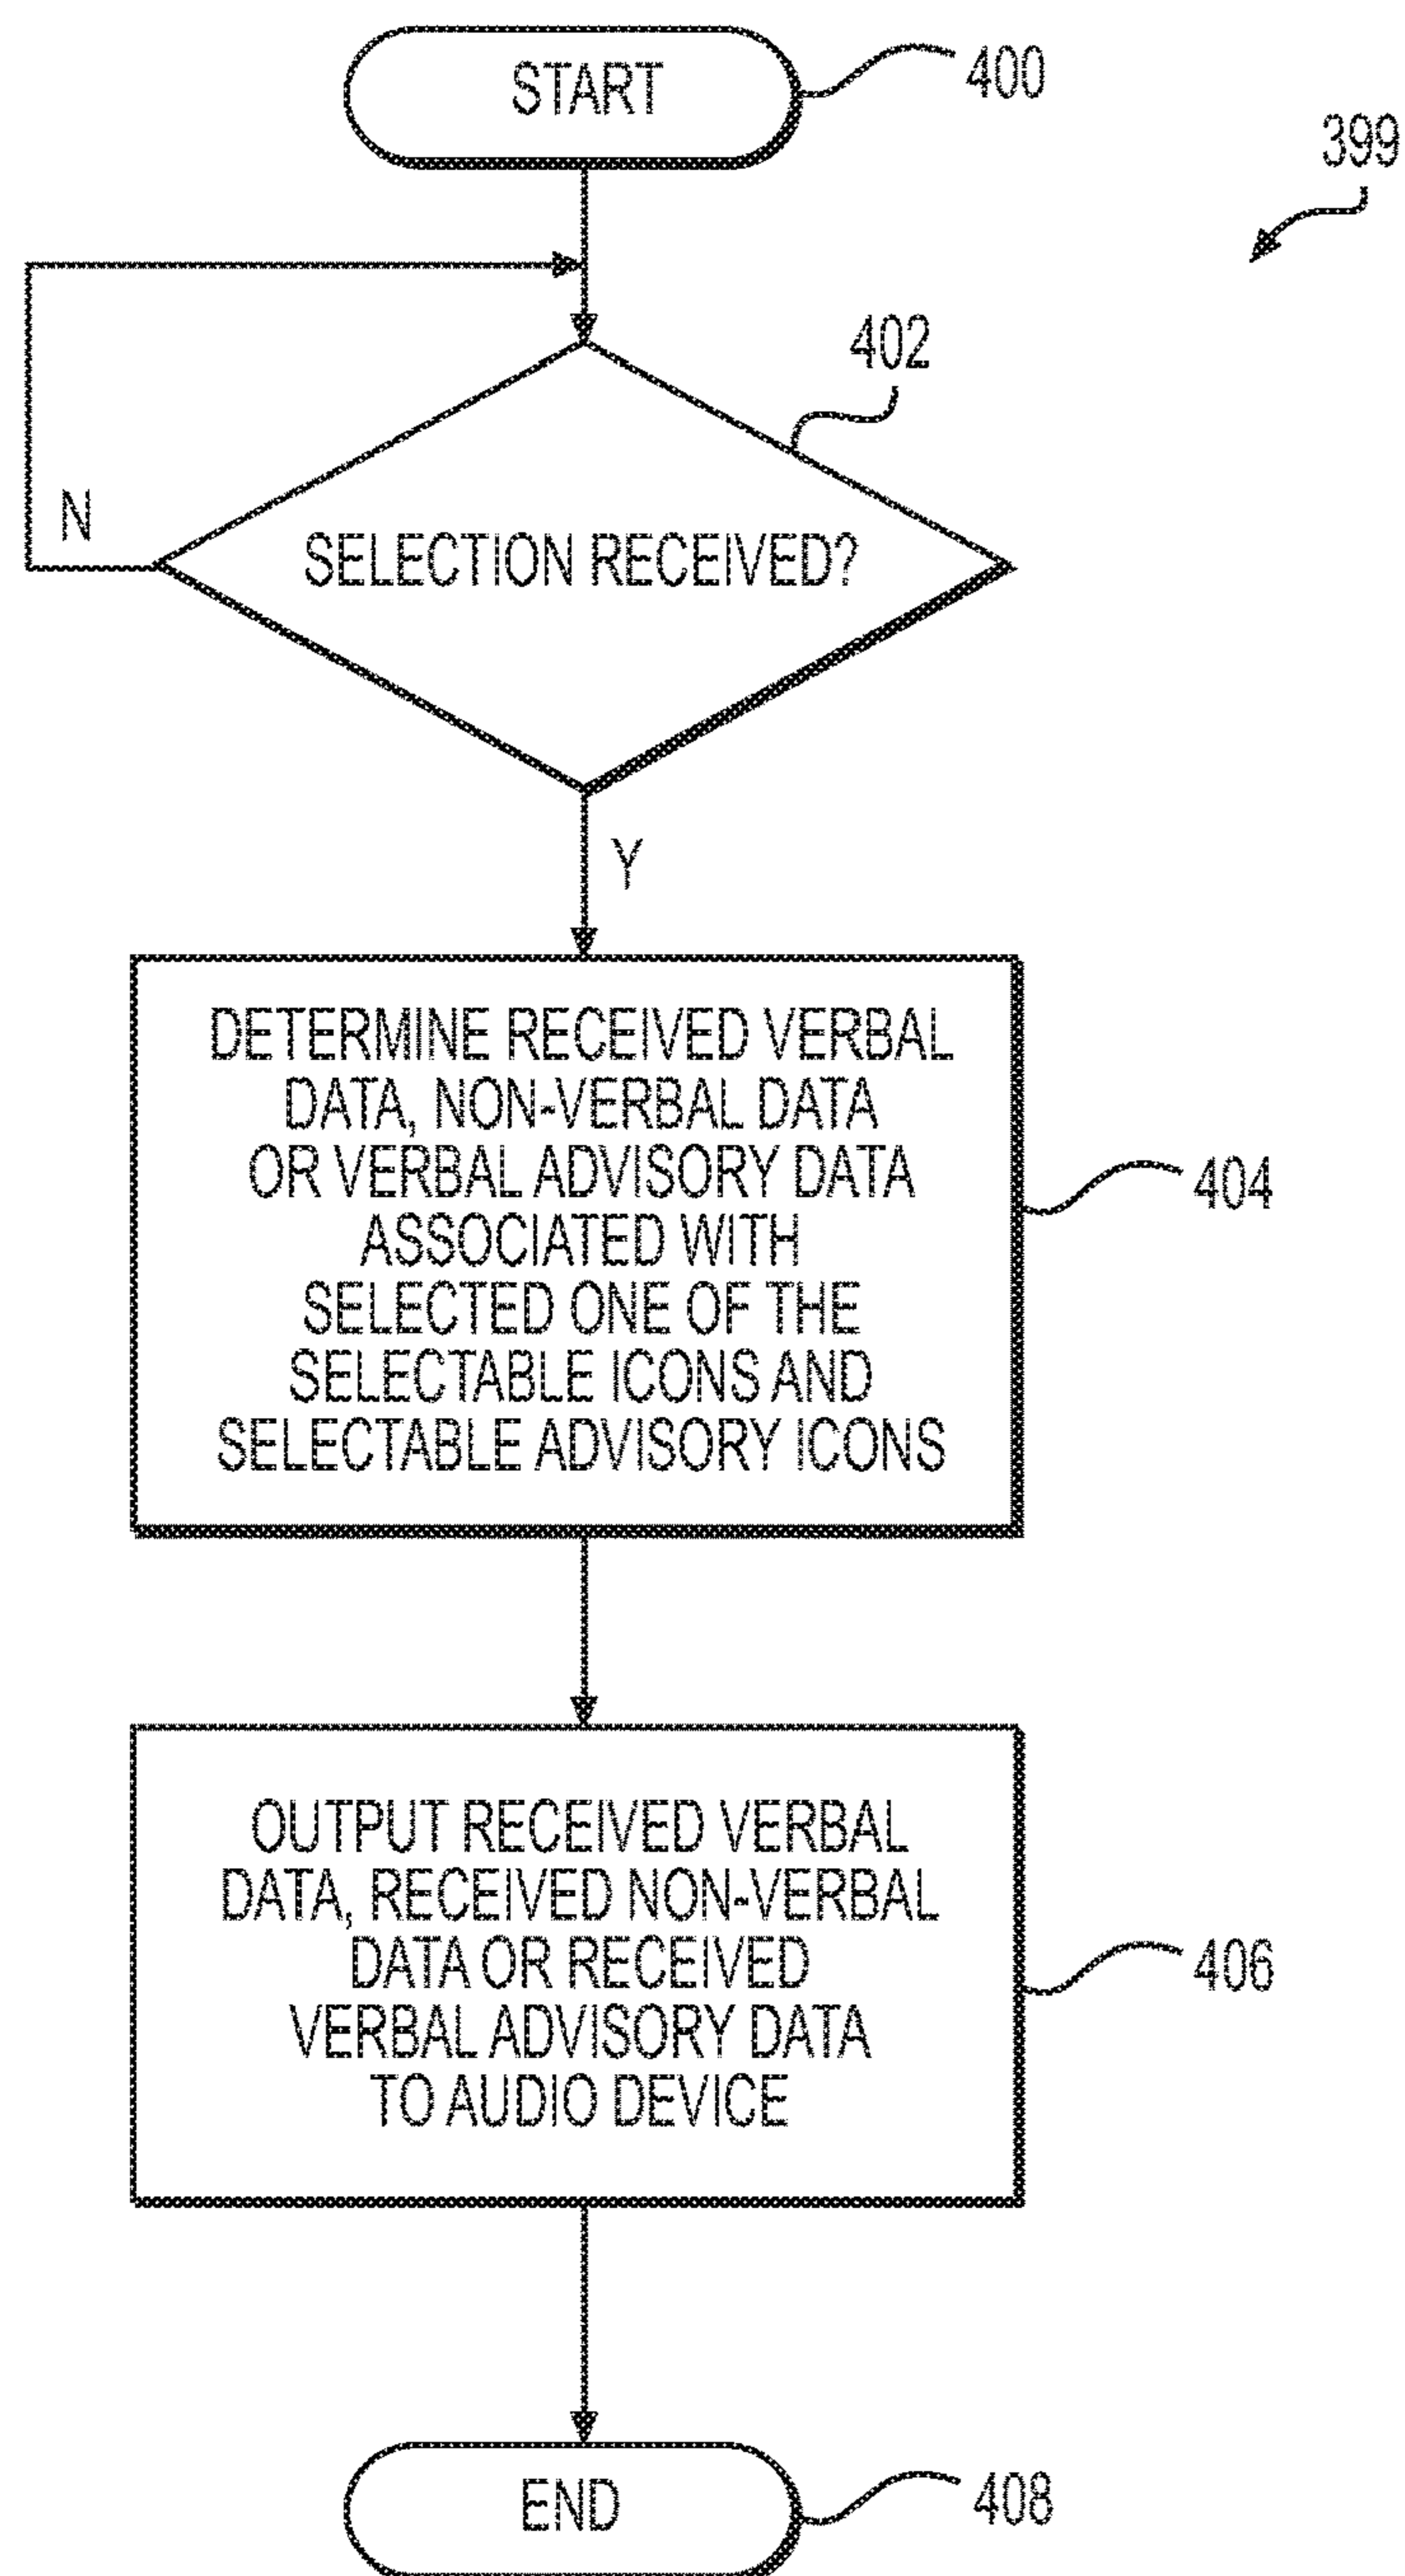 START
400
399
402
N
SELECTION RECEIVED?
Y
DETERMINE RECEIVED VERBAL
DATA, NON-VERBAL DATA
OR VERBAL ADVISORY DATA
ASSOCIATED WITH
SELECTED ONE OF THE
SELECTABLE ICONS AND
SELECTABLE ADVISORY ICONS
404
OUTPUT RECEIVED VERBAL
DATA, RECEIVED NON-VERBAL
DATA OR RECEIVED
VERBAL ADVISORY DATA
TO AUDIO DEVICE
406
END
408